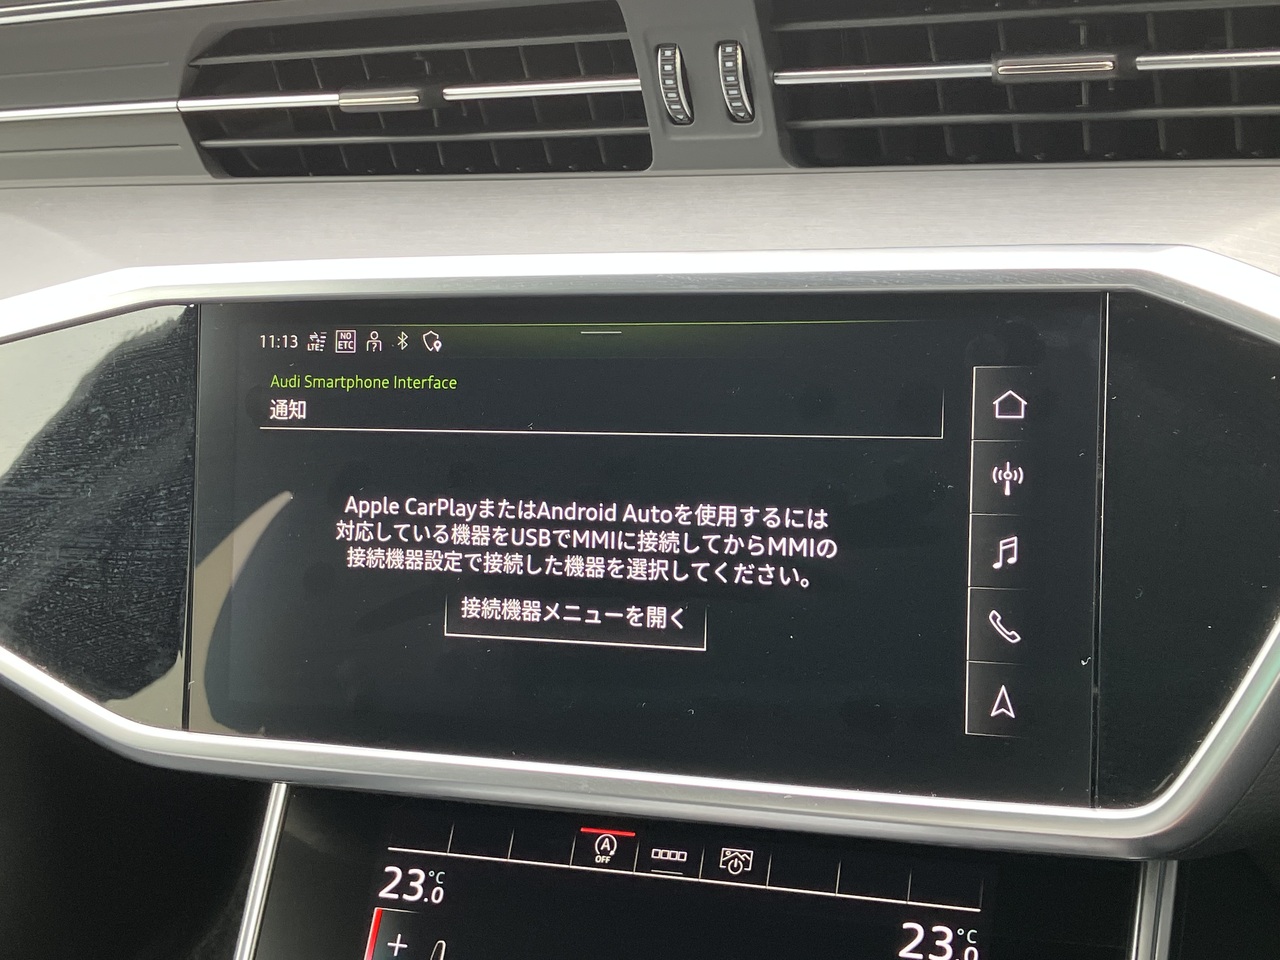 11:13 LTE NO ETC
Audi Smartphone Interface
通知
Apple CarPlayまたはAndroid Autoを使用するには
対応している機器をUSBでMMIに接続してからMMIの
接続機器設定で接続した機器を選択してください。
接続機器メニューを開く
A OFF
23.0 °C
23.0 °C